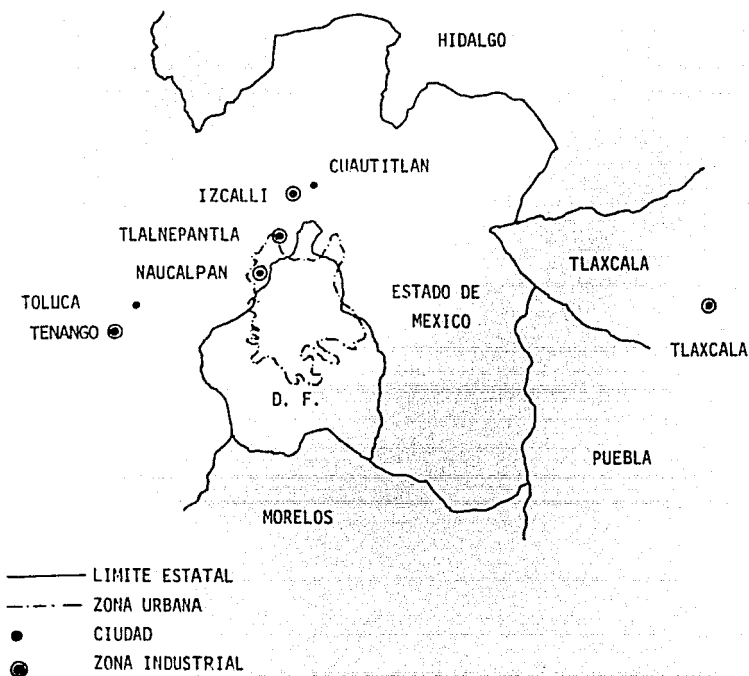 HIDALGO
CUAUTITLAN
IZCALLI
TLALNEPANTLA
NAUCALPAN
TLAXCALA
ESTADO DE
MEXICO
TOLUCA
TENANGO
TLAXCALA
D. F.
PUEBLA
MORELOS
LIMITE ESTATAL
ZONA URBANA
CIUDAD
ZONA INDUSTRIAL